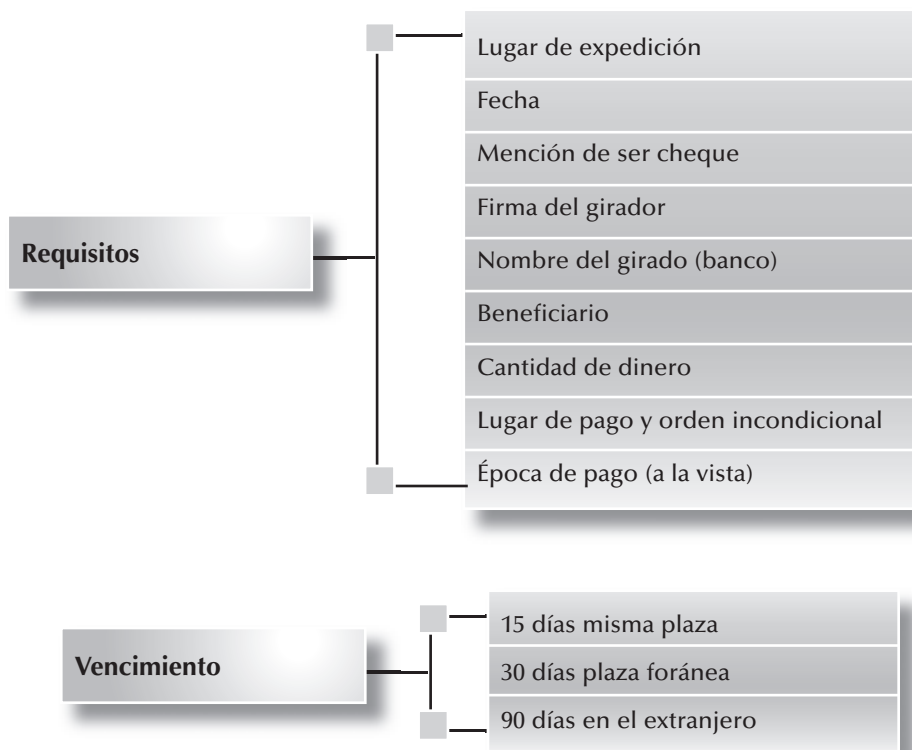 Requisitos
Lugar de expedición
Fecha
Mención de ser cheque
Firma del girador
Nombre del girado (banco)
Beneficiario
Cantidad de dinero
Lugar de pago y orden incondicional
Época de pago (a la vista)
Vencimiento
15 días misma plaza
30 días plaza foránea
90 días en el extranjero